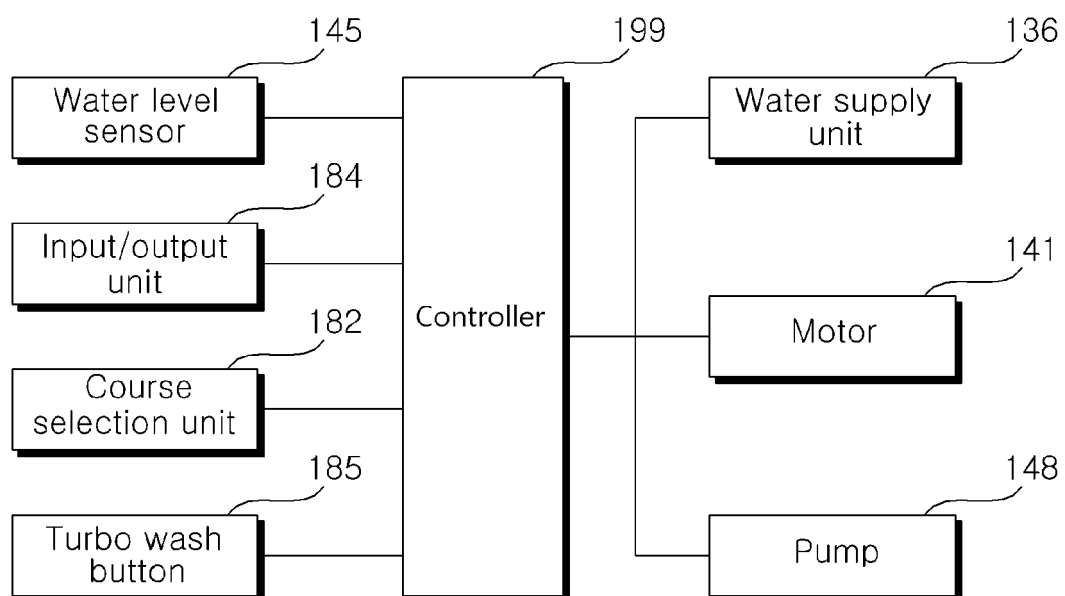 145
199
136
Water level
sensor
Water supply
unit
184
Input/output
unit
141
Controller
Motor
182
Course
selection unit
185
148
Turbo wash
button
Pump